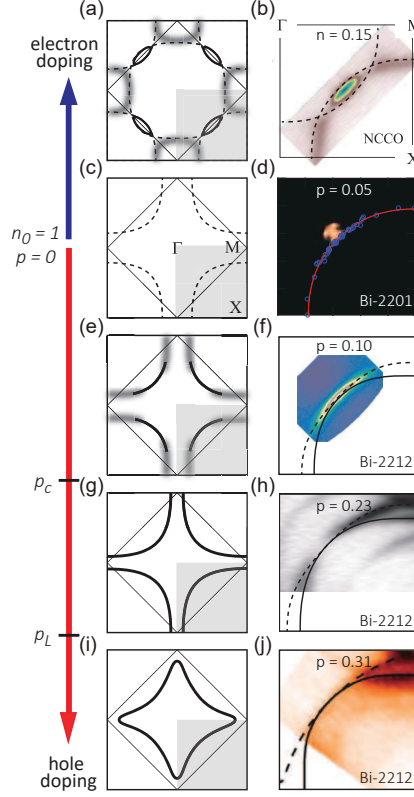 (a)
(b)
electron
doping
Γ
n = 0.15
M
NCCO
X
(c)
(d)
n₀ = 1
p = 0
Γ
M
X
p = 0.05
Bi-2201
(e)
(f)
p = 0.10
Bi-2212
p_c
(g)
(h)
p = 0.23
Bi-2212
p_L
(i)
(j)
p = 0.31
Bi-2212
hole
doping